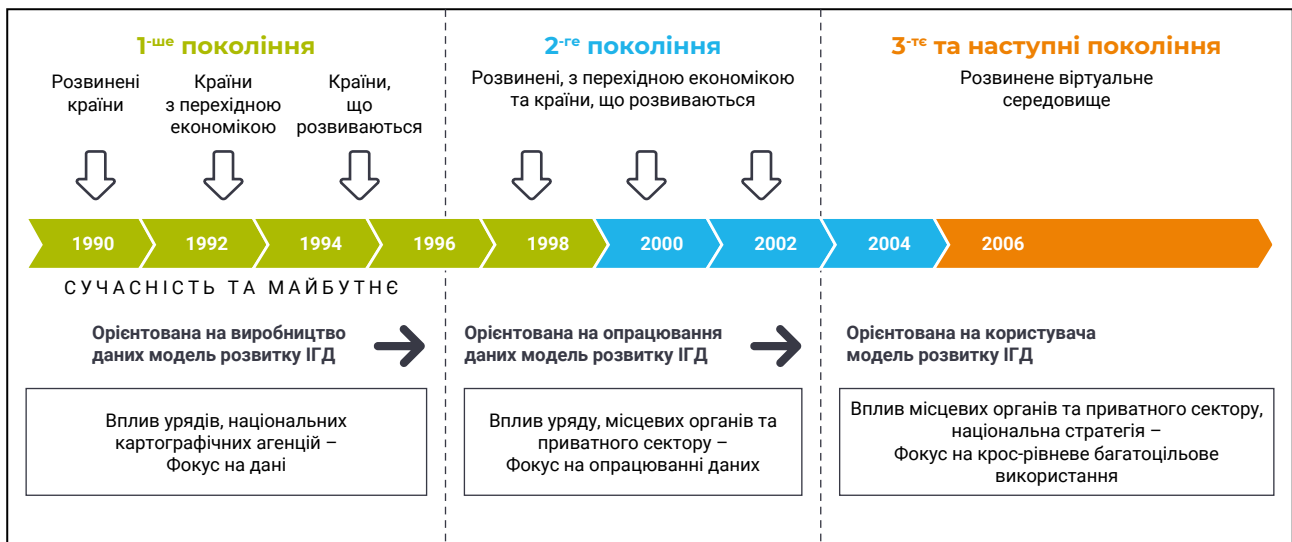 1-ше покоління
Розвинені
країни
Країни
з перехідною
економікою
Країни,
що
розвиваються
2-ге покоління
Розвинені, з перехідною економікою
та країни, що розвиваються
3-тє та наступні покоління
Розвинене віртуальне
середовище
1990
1992
1994
1996
1998
2000
2002
2004
2006
СУЧАСНІСТЬ ТА МАЙБУТНЄ
Орієнтована на виробництво
даних модель розвитку ІГД
Орієнтована на опрацювання
даних модель розвитку ІГД
Орієнтована на користувача
модель розвитку ІГД
Вплив урядів, національних
картографічних агенцій –
Фокус на дані
Вплив уряду, місцевих органів та
приватного сектору –
Фокус на опрацюванні даних
Вплив місцевих органів та приватного сектору,
національна стратегія –
Фокус на крос-рівневе багатоцільове
використання